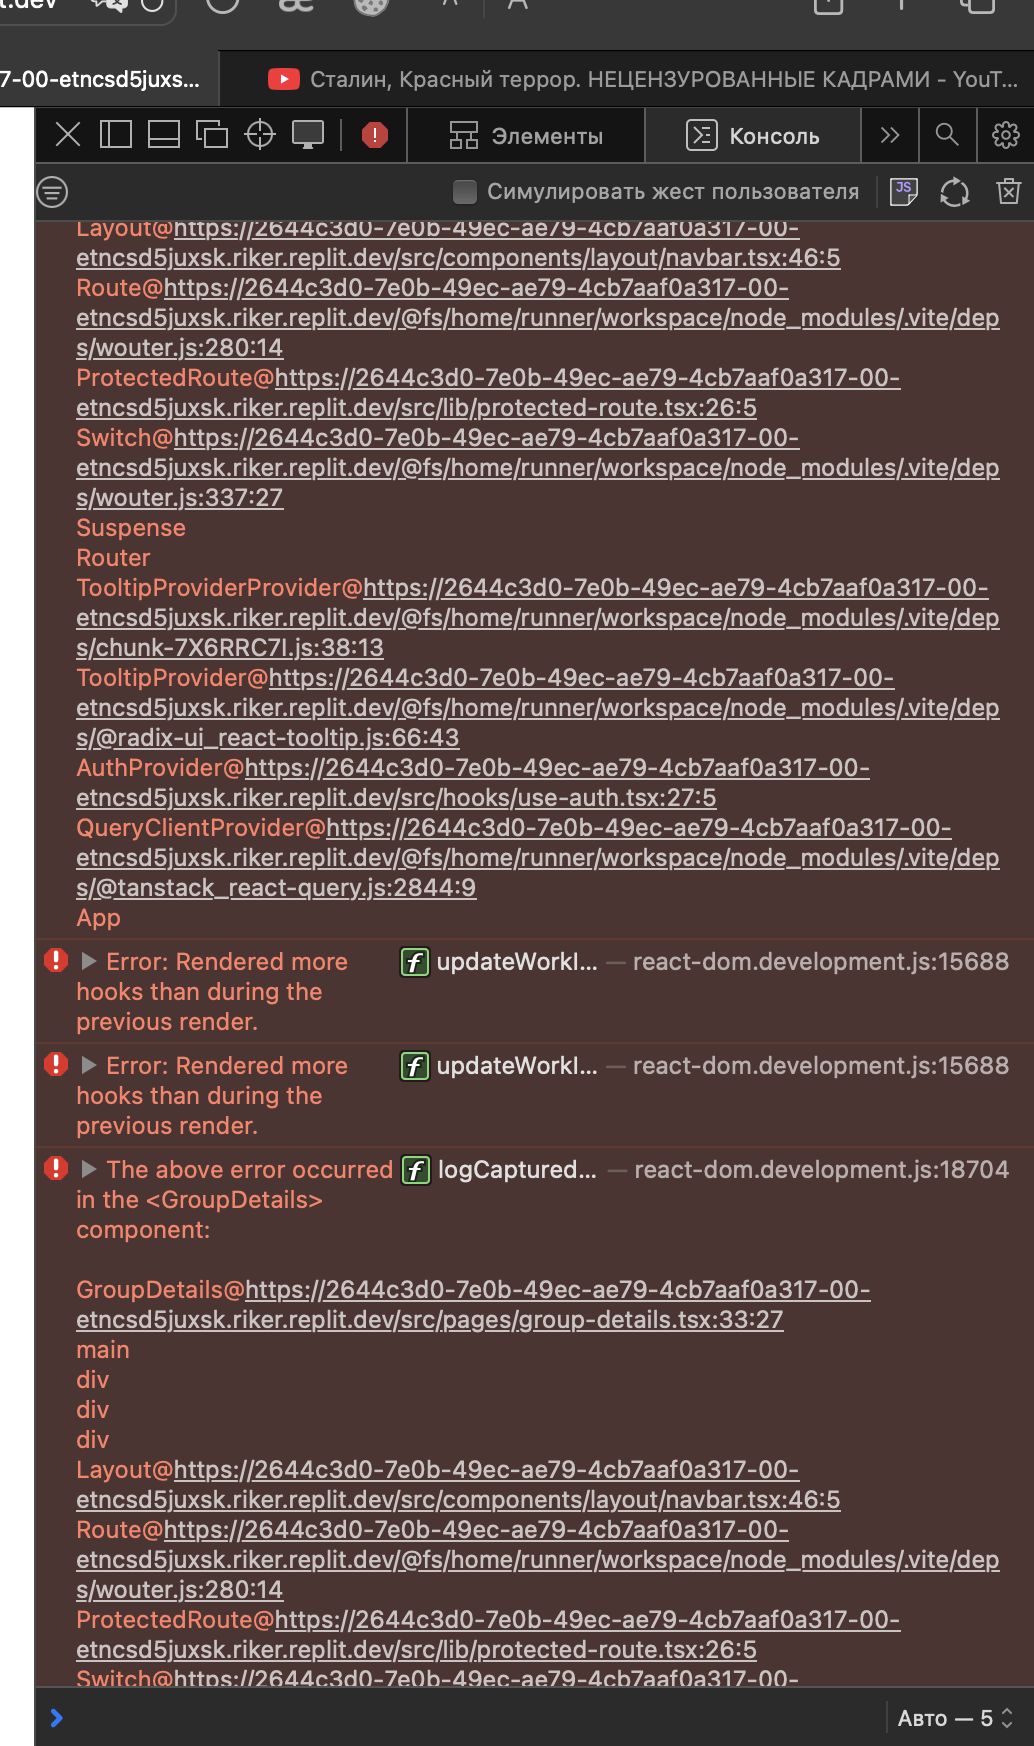 t.dev
7-00-etncsd5juxs...
Сталин, Красный террор. НЕЦЕНЗУРОВАННЫЕ КАДРАМИ - YouT...
Элементы
Консоль
Симулировать жест пользователя
JS
Layout@https://2644c3d0-7e0b-49ec-ae79-4cb7aaf0a317-00-
etncsd5juxsk.riker.replit.dev/src/components/layout/navbar.tsx:46:5
Route@https://2644c3d0-7e0b-49ec-ae79-4cb7aaf0a317-00-
etncsd5juxsk.riker.replit.dev/@fs/home/runner/workspace/node_modules/.vite/dep
s/wouter.js:280:14
ProtectedRoute@https://2644c3d0-7e0b-49ec-ae79-4cb7aaf0a317-00-
etncsd5juxsk.riker.replit.dev/src/lib/protected-route.tsx:26:5
Switch@https://2644c3d0-7e0b-49ec-ae79-4cb7aaf0a317-00-
etncsd5juxsk.riker.replit.dev/@fs/home/runner/workspace/node_modules/.vite/dep
s/wouter.js:337:27
Suspense
Router
TooltipProviderProvider@https://2644c3d0-7e0b-49ec-ae79-4cb7aaf0a317-00-
etncsd5juxsk.riker.replit.dev/@fs/home/runner/workspace/node_modules/.vite/dep
s/chunk-7X6RRC7I.js:38:13
TooltipProvider@https://2644c3d0-7e0b-49ec-ae79-4cb7aaf0a317-00-
etncsd5juxsk.riker.replit.dev/@fs/home/runner/workspace/node_modules/.vite/dep
s/@radix-ui_react-tooltip.js:66:43
AuthProvider@https://2644c3d0-7e0b-49ec-ae79-4cb7aaf0a317-00-
etncsd5juxsk.riker.replit.dev/src/hooks/use-auth.tsx:27:5
QueryClientProvider@https://2644c3d0-7e0b-49ec-ae79-4cb7aaf0a317-00-
etncsd5juxsk.riker.replit.dev/@fs/home/runner/workspace/node_modules/.vite/dep
s/@tanstack_react-query.js:2844:9
App
Error: Rendered more f updateWorkI... — react-dom.development.js:15688
hooks than during the
previous render.
Error: Rendered more f updateWorkI... — react-dom.development.js:15688
hooks than during the
previous render.
The above error occurred f logCaptured... — react-dom.development.js:18704
in the <GroupDetails>
component:
GroupDetails@https://2644c3d0-7e0b-49ec-ae79-4cb7aaf0a317-00-
etncsd5juxsk.riker.replit.dev/src/pages/group-details.tsx:33:27
main
div
div
div
Layout@https://2644c3d0-7e0b-49ec-ae79-4cb7aaf0a317-00-
etncsd5juxsk.riker.replit.dev/src/components/layout/navbar.tsx:46:5
Route@https://2644c3d0-7e0b-49ec-ae79-4cb7aaf0a317-00-
etncsd5juxsk.riker.replit.dev/@fs/home/runner/workspace/node_modules/.vite/dep
s/wouter.js:280:14
ProtectedRoute@https://2644c3d0-7e0b-49ec-ae79-4cb7aaf0a317-00-
etncsd5juxsk.riker.replit.dev/src/lib/protected-route.tsx:26:5
Switch@https://2644c3d0-7e0b-49ec-ae79-4cb7aaf0a317-00-
Авто — 5